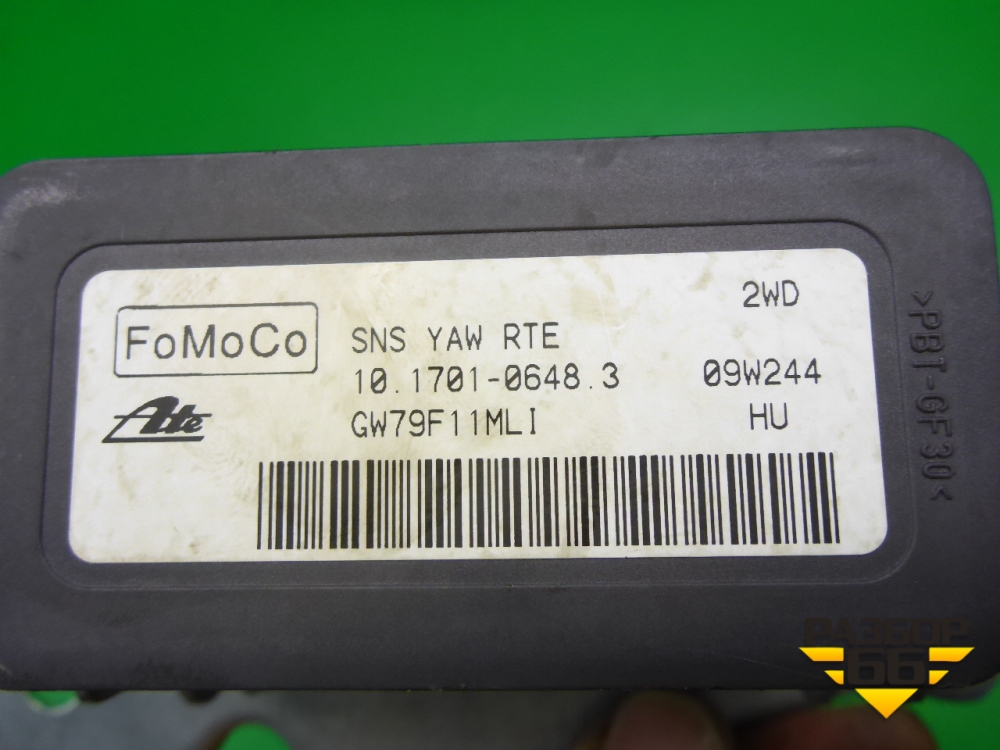 2WD
FoMoCo
SNS YAW RTE
10.1701-0648.3 09W244
Ate
GW79F11MLI HU
>PBT-GF30<
РАЗБОР
66